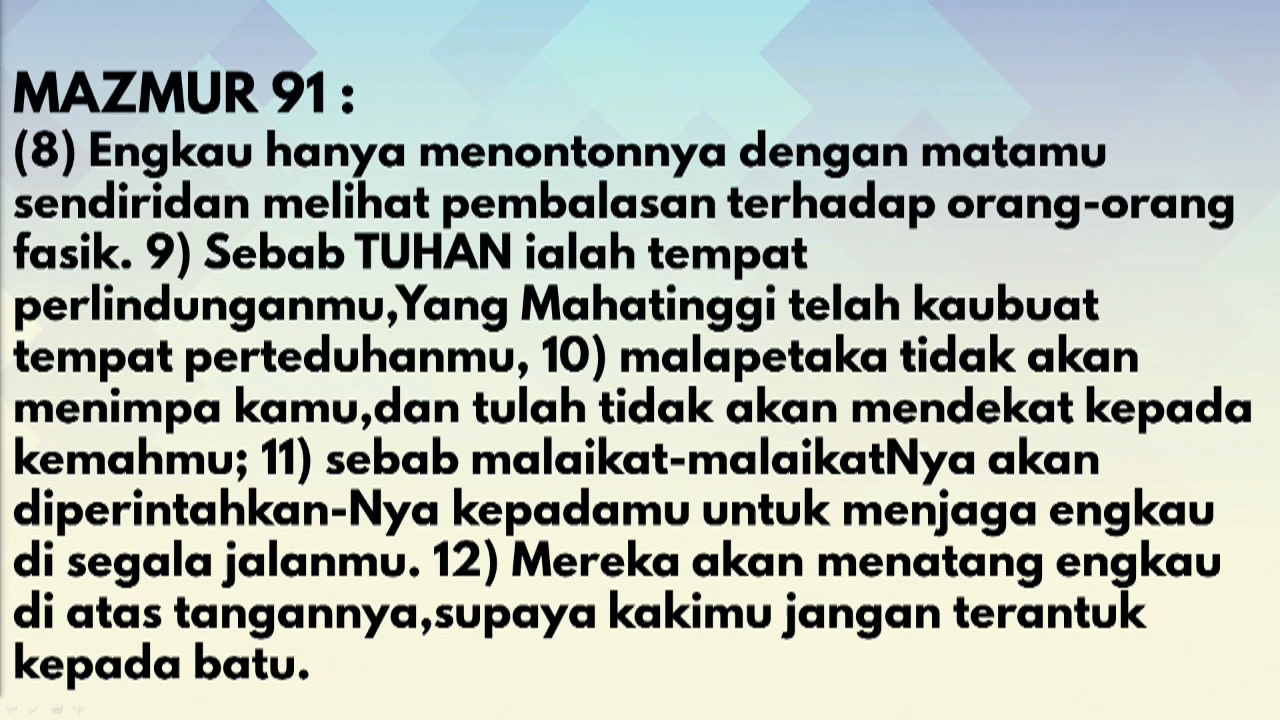 MAZMUR 91 :
(8) Engkau hanya menontonnya dengan matamu
sendiridan melihat pembalasan terhadap orang-orang
fasik. 9) Sebab TUHAN ialah tempat
perlindunganmu,Yang Mahatinggi telah kaubuat
tempat perteduhanmu, 10) malapetaka tidak akan
menimpa kamu,dan tulah tidak akan mendekat kepada
kemahmu; 11) sebab malaikat-malaikatNya akan
diperintahkan-Nya kepadamu untuk menjaga engkau
di segala jalanmu. 12) Mereka akan menatang engkau
di atas tangannya,supaya kakimu jangan terantuk
kepada batu.